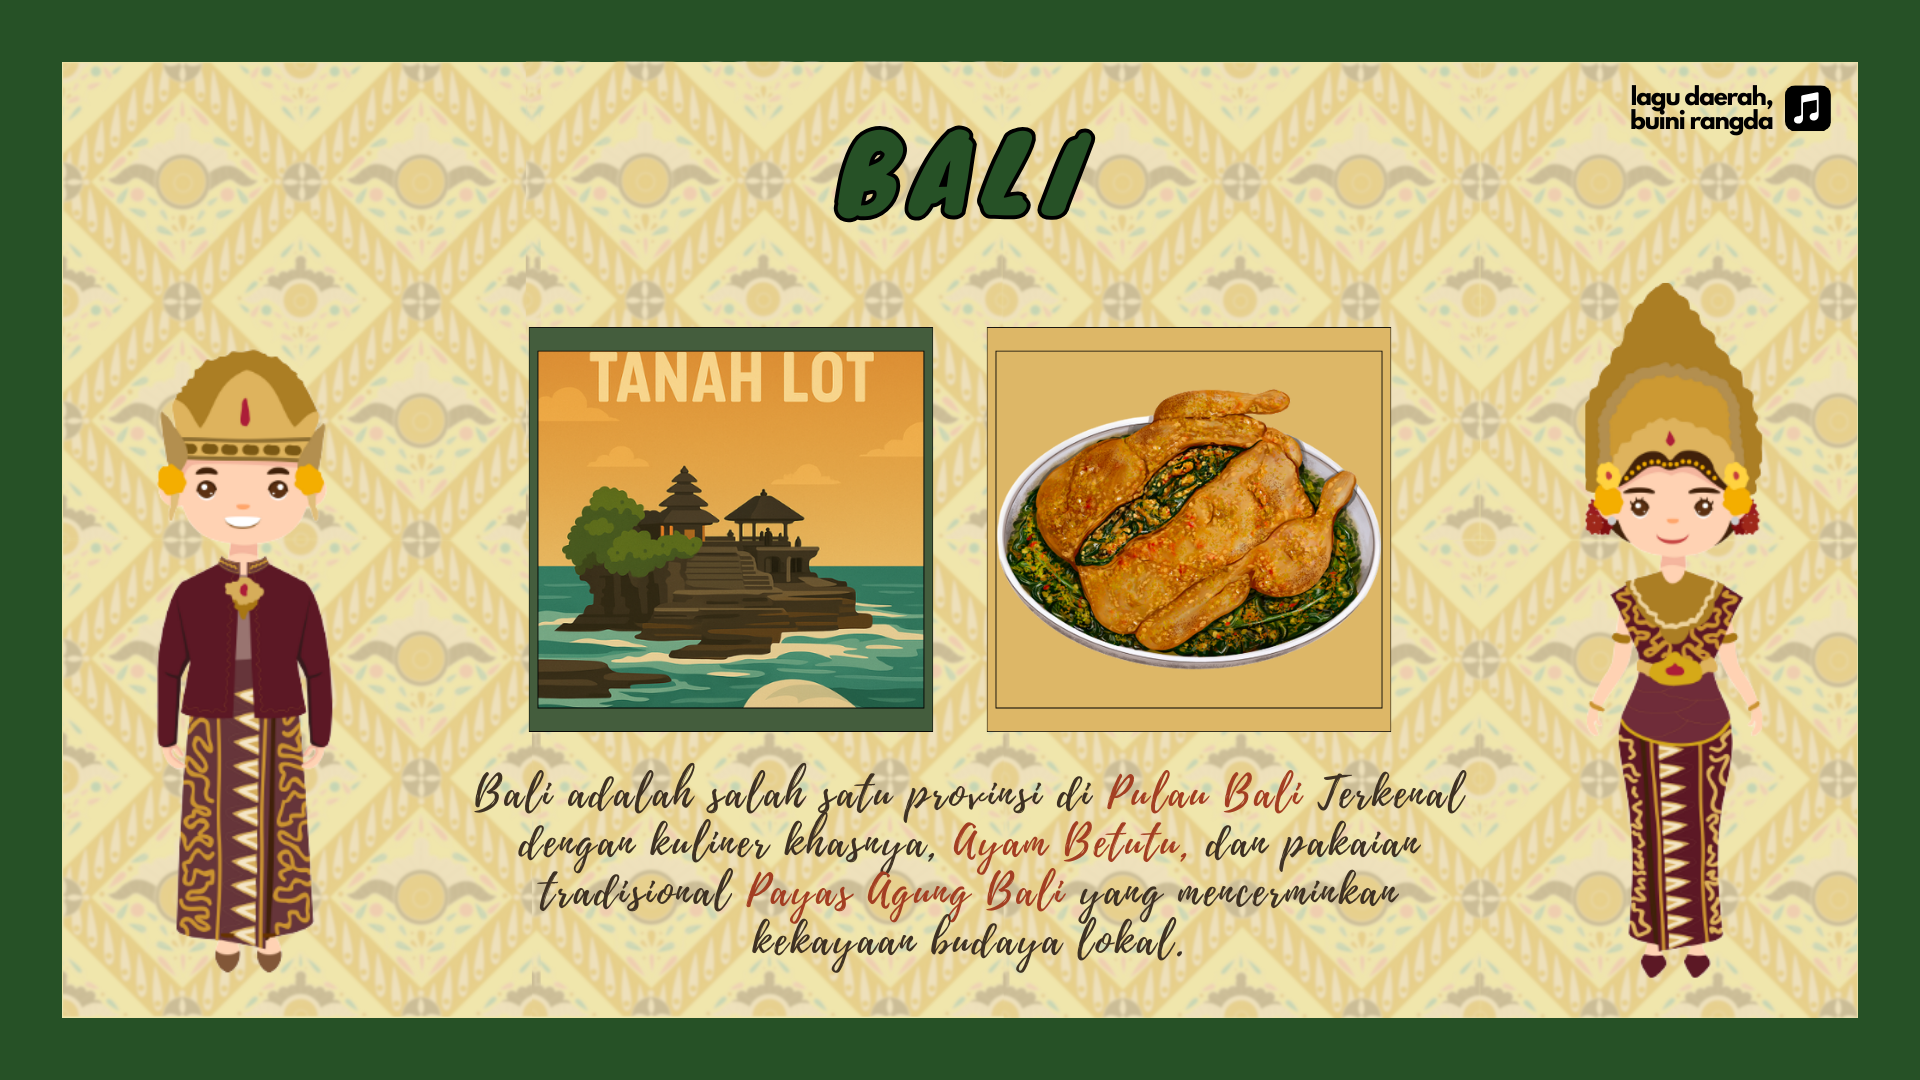 lagu daerah,
buini rangda
BALI
TANAH LOT
Bali adalah salah satu provinsi di Pulau Bali Terkenal
dengan kuliner khasnya, Ayam Betutu, dan pakaian
tradisional Payas Agung Bali yang mencerminkan
kekayaan budaya lokal.